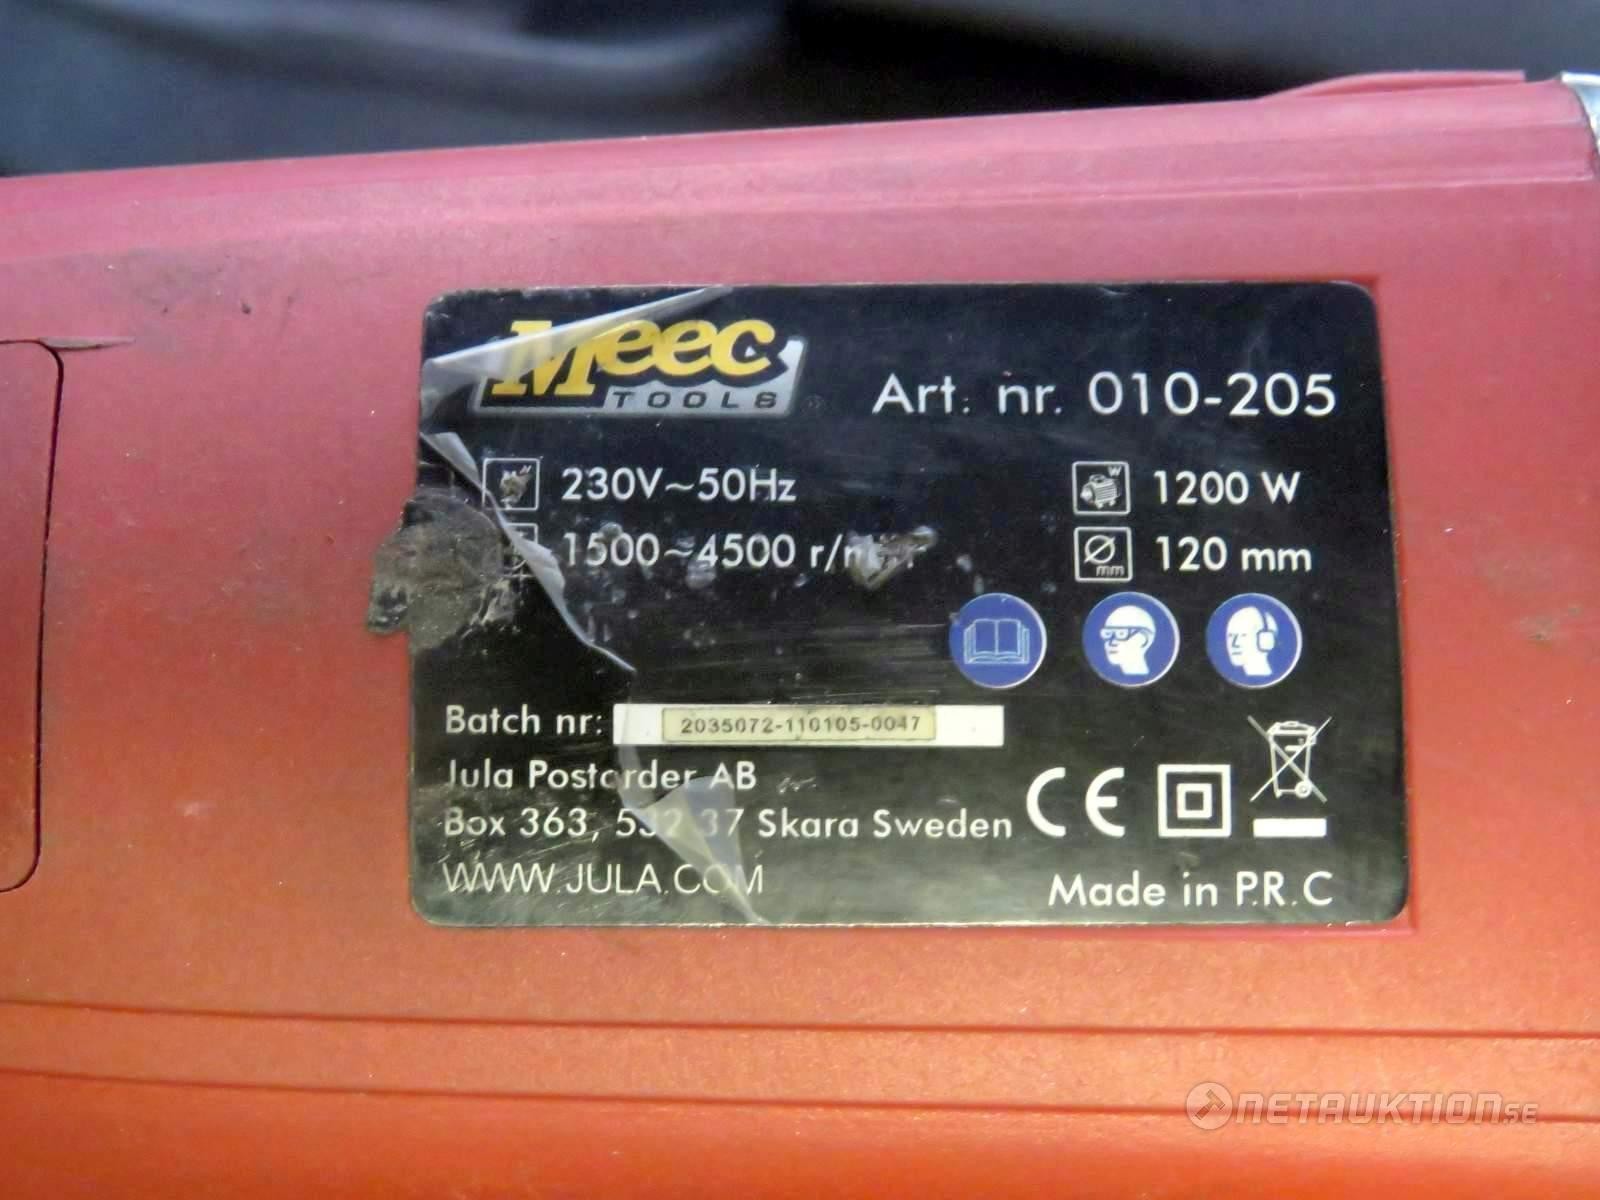 Meec
TOOLS
Art. nr. 010-205
230V~50Hz
1200 W
1500~4500 r/min
mm
120 mm
Batch nr: 2035072-110105-0047
Jula Postorder AB
Box 363, 532 37 Skara Sweden
CE
WWW.JULA.COM
Made in P.R.C
NETAUKTION.SE